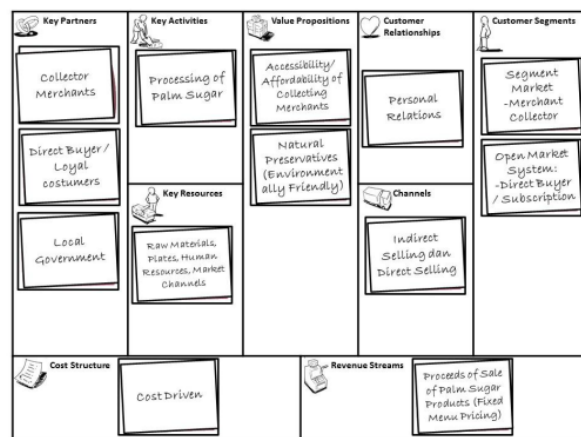 Key Partners
Collector
Merchants
Direct Buyer /
Loyal
costumers
Local
Government
Key Activities
Processing of
Palm Sugar
Key Resources
Raw Materials,
Plates, Human
Resources, Market
Channels
Value Propositions
Accessibility/
Affordability of
Collecting
Merchants
Natural
Preservatives
(Environment
ally Friendly)
Customer
Relationships
Personal
Relations
Channels
Indirect
Selling dan
Direct Selling
Customer Segments
Segment
Market
-Merchant
Collector
Open Market
System:
-Direct Buyer
/ Subscription
Cost Structure
Cost Driven
Revenue Streams
Proceeds of Sale
of Palm Sugar
Products (Fixed
Menu Pricing)